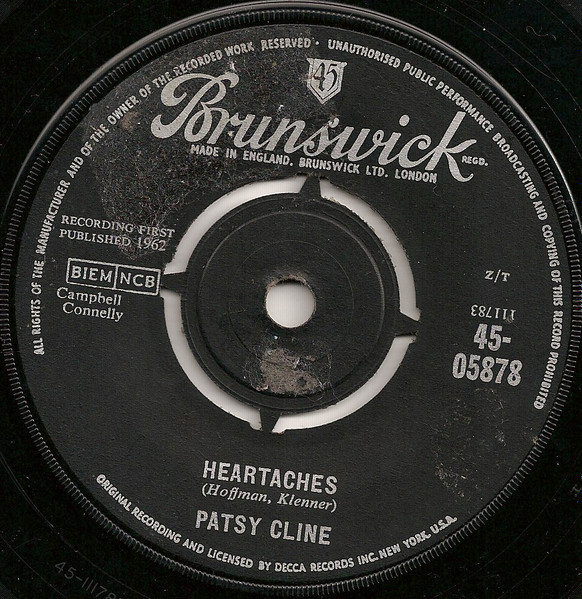 ALL RIGHTS OF THE MANUFACTURER AND OF THE OWNER OF THE RECORDED WORK RESERVED · UNAUTHORISED PUBLIC PERFORMANCE BROADCASTING AND COPYING OF THIS RECORD PROHIBITED
45
Brunswick REGD.
MADE IN ENGLAND. BRUNSWICK LTD. LONDON
RECORDING FIRST
PUBLISHED 1962
BIEM NCB
Campbell
Connelly
Z/T
111783
45-
05878
HEARTACHES
(Hoffman, Klenner)
PATSY CLINE
ORIGINAL RECORDING AND LICENSED BY DECCA RECORDS INC. NEW YORK. U.S.A.